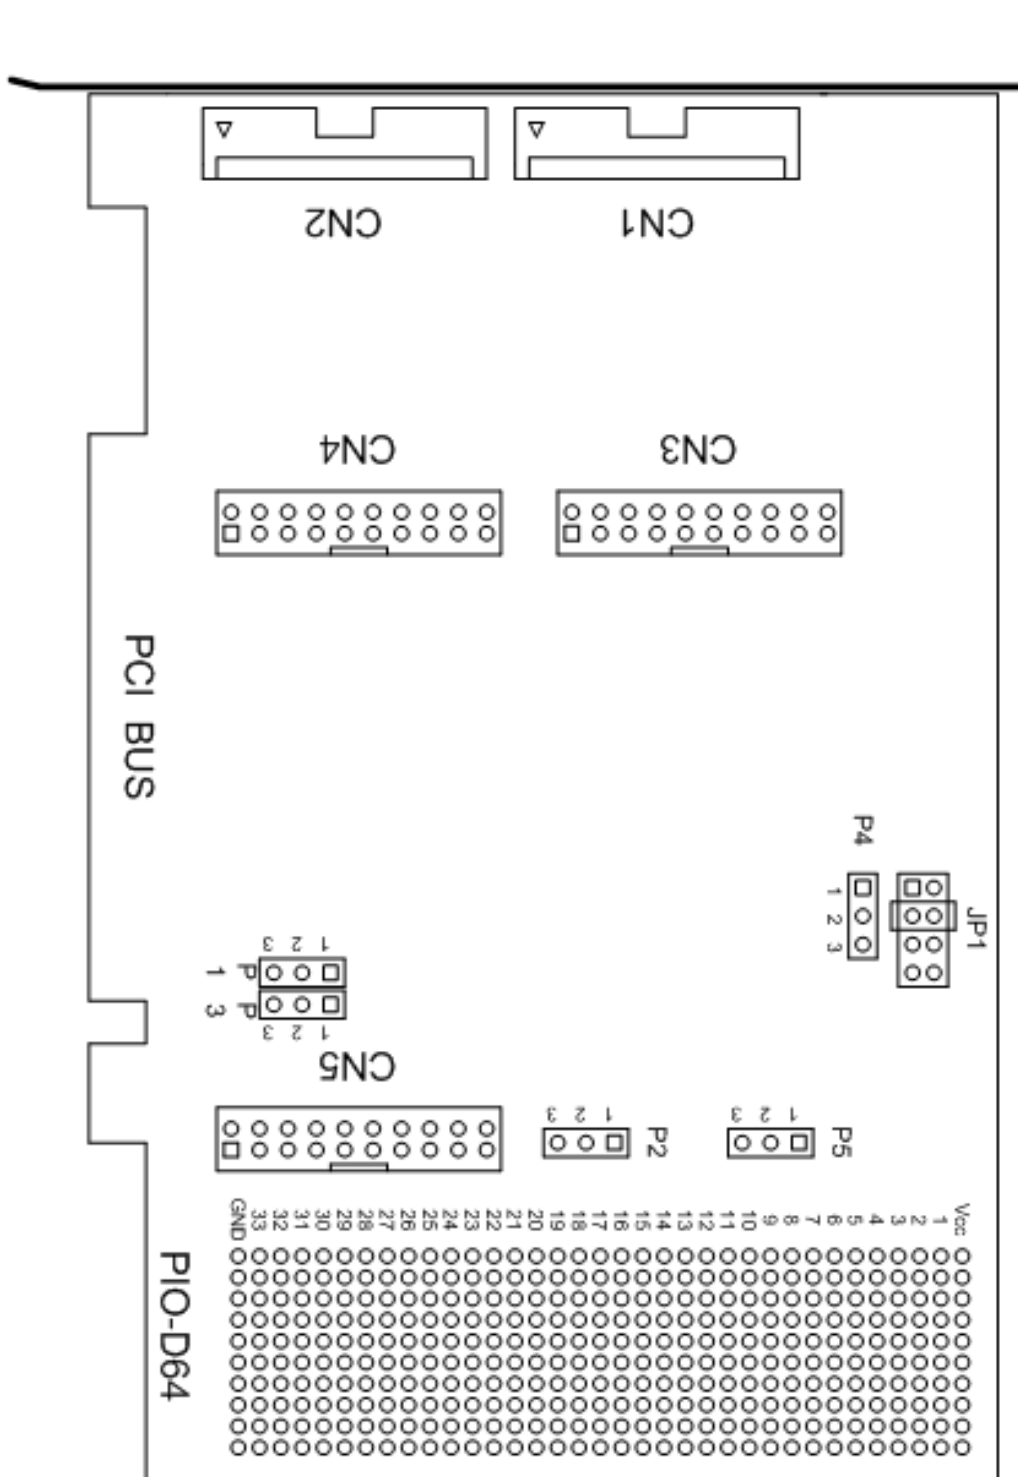 CN2
CN1
CN4
CN3
PCI BUS
P4
1
2
3
JP1
3 2 1
1 P
3 P
3 2 1
CN5
3 2 1
P2
3 2 1
P5
GND 33 32 31 30 29 28 27 26 25 24 23 22 21 20 19 18 17 16 15 14 13 12 11 10 9 8 7 6 5 4 3 2 1 Vcc
PIO-D64